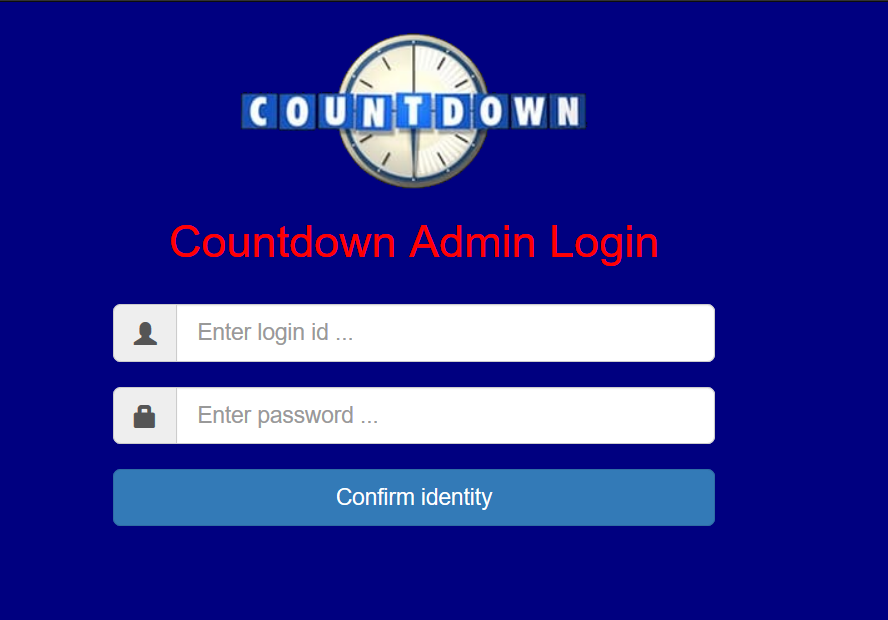 COUNTDOWN
Countdown Admin Login
Enter login id ...
Enter password ...
Confirm identity